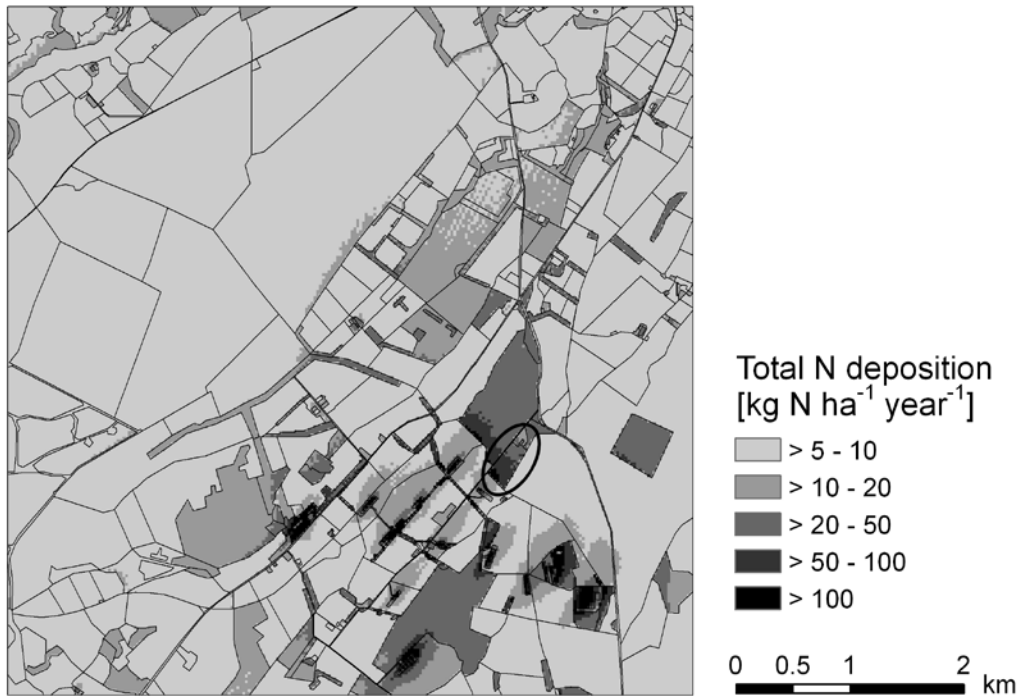 Total N deposition
[kg N ha⁻¹ year⁻¹]
> 5 - 10
> 10 - 20
> 20 - 50
> 50 - 100
> 100
0 0.5 1 2
km